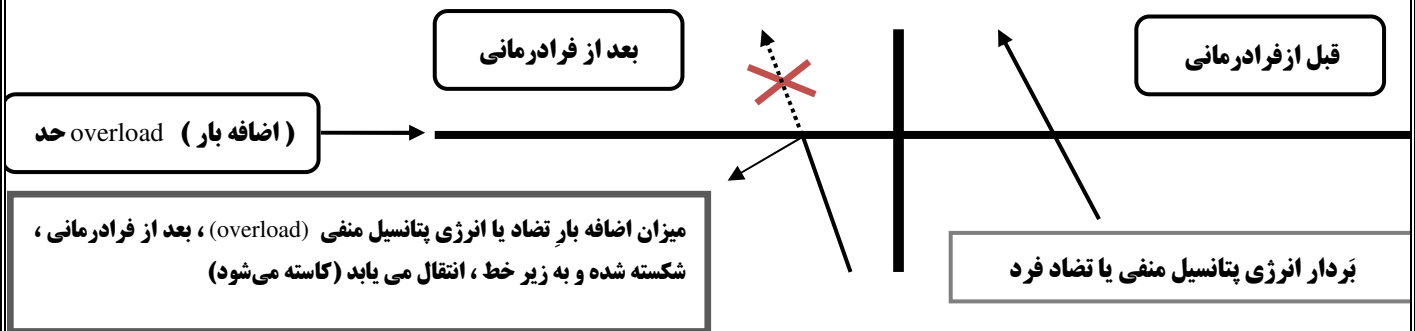 قبل ازفرادرمانی
بعد از فرادرمانی
حد overload ( اضافه بار )
بَردار انرژی پتانسیل منفی یا تضاد فرد
میزان اضافه بارِ تضاد یا انرژی پتانسیل منفی (overload) ، بعد از فرادرمانی ،
شکسته شده و به زیر خط ، انتقال می یابد (کاسته می‌شود)